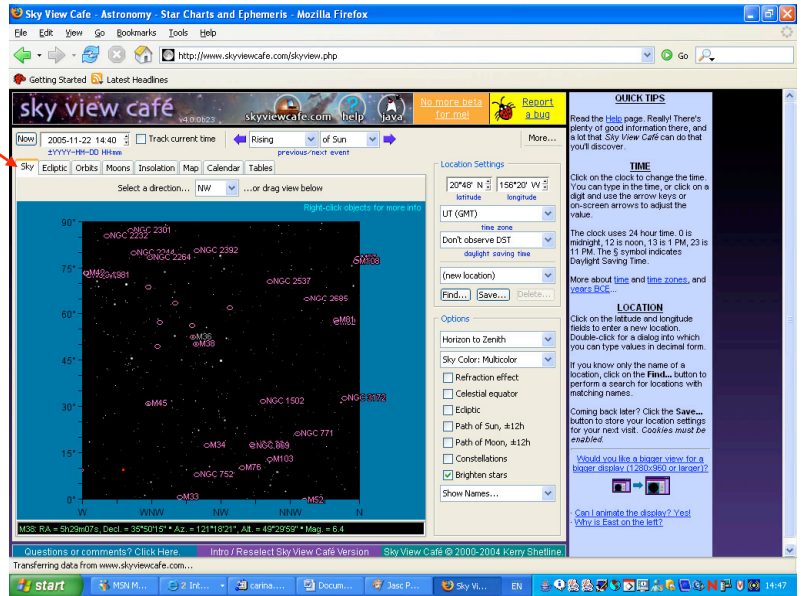 Sky View Cafe - Astronomy - Star Charts and Ephemeris - Mozilla Firefox
File Edit View Go Bookmarks Tools Help
http://www.skyviewcafe.com/skyview.php
Go
Getting Started Latest Headlines
sky view café v4.0.0b23 skyviewcafe.com help java
No more beta for me!
Report a bug
Now 2005-11-22 14:40 Track current time Rising of Sun More...
±YYYY-MM-DD HH:mm previous/next event
Sky Ecliptic Orbits Moons Insolation Map Calendar Tables
Select a direction... NW ...or drag view below
Right-click objects for more info
90°
NGC 2301
NGC 2232
NGC 2244
NGC 2264
NGC 2392
M108
75°
M42
NGC 2537
NGC 2685
60°
M81
M36
M38
45°
NGC 1502
M45
30°
NGC 771
M34
NGC 869
15°
M103
M76
NGC 752
M33
M52
0°
W WNW NW NNW N
M38: RA = 5h29m07s, Decl. = 35°50'15" * Az. = 121°18'21", Alt. = 49°29'59" * Mag. = 6.4
Location Settings
20°48' N 156°20' W
latitude longitude
UT (GMT)
time zone
Don't observe DST
daylight saving time
(new location)
Find... Save... Delete...
Options
Horizon to Zenith
Sky Color: Multicolor
Refraction effect
Celestial equator
Ecliptic
Path of Sun, ±12h
Path of Moon, ±12h
Constellations
Brighten stars
Show Names...
QUICK TIPS
Read the Help page. Really! There's
plenty of good information there, and
a lot that Sky View Café can do that
you'll discover.
TIME
Click on the clock to change the time.
You can type in the time, or click on a
digit and use the arrow keys or
on-screen arrows to adjust the
value.
The clock uses 24 hour time. 0 is
midnight, 12 is noon, 13 is 1 PM, 23 is
11 PM. The § symbol indicates
Daylight Saving Time.
More about time and time zones, and
years BCE...
LOCATION
Click on the latitude and longitude
fields to enter a new location.
Double-click for a dialog into which
you can type values in decimal form.
If you know only the name of a
location, click on the Find... button to
perform a search for locations with
matching names.
Coming back later? Click the Save...
button to store your location settings
for your next visit. Cookies must be
enabled.
Would you like a bigger view for a
bigger display (1280x960 or larger)?
· Can I animate the display? Yes!
· Why is East on the left?
Questions or comments? Click Here. Intro / Reselect Sky View Café Version Sky View Café © 2000-2004 Kerry Shetline.
Transferring data from www.skyviewcafe.com...
start MSN M... 2 Int... carina.... Docum... Jasc P... Sky Vi... EN 14:47